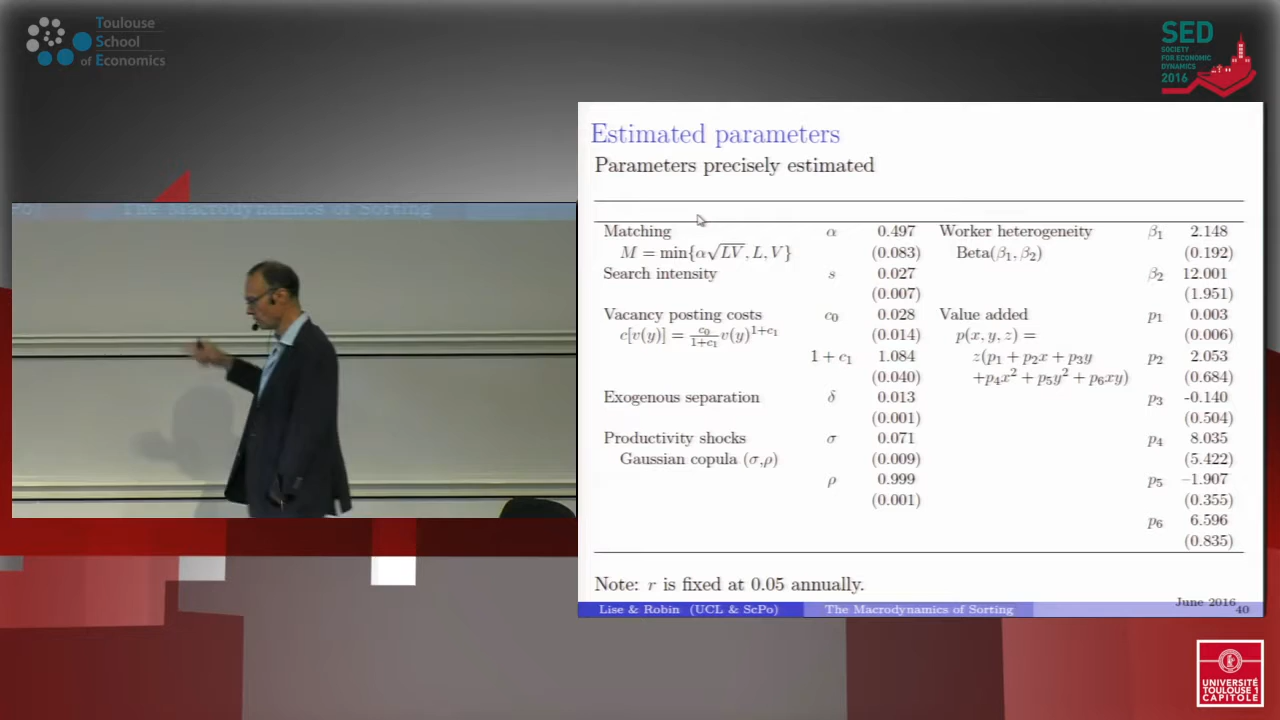 Toulouse
School
of Economics
SED
SOCIETY
FOR ECONOMIC
DYNAMICS
2016
The Macrodynamics of Sorting
Estimated parameters
Parameters precisely estimated
Matching α 0.497 Worker heterogeneity β₁ 2.148
M = min{α√LV, L, V} (0.083) Beta(β₁, β₂) (0.192)
Search intensity s 0.027 β₂ 12.001
(0.007) (1.951)
Vacancy posting costs c₀ 0.028 Value added p₁ 0.003
c[v(y)] = c₀/(1+c₁) v(y)^(1+c₁) (0.014) p(x, y, z) = (0.006)
1 + c₁ 1.084 z(p₁ + p₂x + p₃y p₂ 2.053
(0.040) +p₄x² + p₅y² + p₆xy) (0.684)
Exogenous separation δ 0.013 p₃ -0.140
(0.001) (0.504)
Productivity shocks σ 0.071 p₄ 8.035
Gaussian copula (σ,ρ) (0.009) (5.422)
ρ 0.999 p₅ −1.907
(0.001) (0.355)
p₆ 6.596
(0.835)
Note: r is fixed at 0.05 annually.
Lise & Robin (UCL & ScPo) The Macrodynamics of Sorting June 2016 40
UNIVERSITÉ
TOULOUSE 1
CAPITOLE